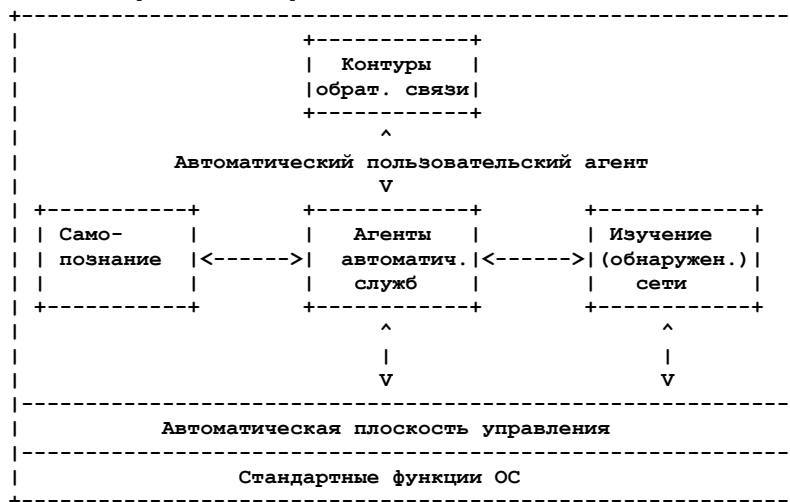 Контуры
обрат. связи
Автоматический пользовательский агент
Само- Агенты Изучение
познание автоматич. (обнаружен.)
служб сети
Автоматическая плоскость управления
Стандартные функции ОС